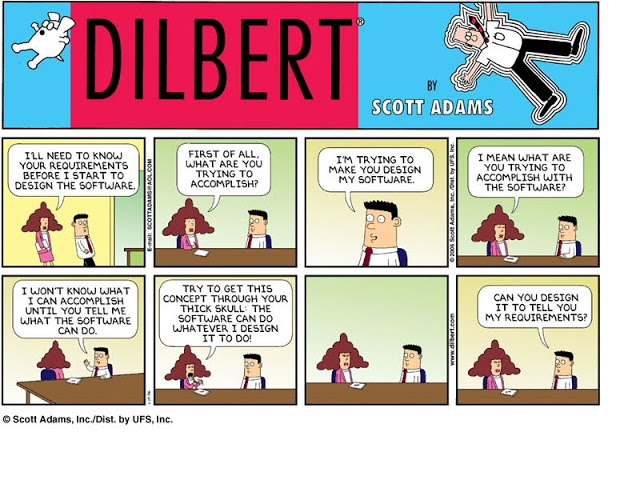 DILBERT®
BY
SCOTT ADAMS
I'LL NEED TO KNOW
YOUR REQUIREMENTS
BEFORE I START TO
DESIGN THE SOFTWARE.
E-mail: SCOTTADAMS@AOL.COM
FIRST OF ALL,
WHAT ARE YOU
TRYING TO
ACCOMPLISH?
I'M TRYING TO
MAKE YOU DESIGN
MY SOFTWARE.
© 2006 Scott Adams, Inc./Dist. by UFS, Inc.
I MEAN WHAT ARE
YOU TRYING TO
ACCOMPLISH WITH
THE SOFTWARE?
I WON'T KNOW WHAT
I CAN ACCOMPLISH
UNTIL YOU TELL ME
WHAT THE SOFTWARE
CAN DO.
TRY TO GET THIS
CONCEPT THROUGH YOUR
THICK SKULL: THE
SOFTWARE CAN DO
WHATEVER I DESIGN
IT TO DO!
www.dilbert.com
CAN YOU DESIGN
IT TO TELL YOU
MY REQUIREMENTS?
© Scott Adams, Inc./Dist. by UFS, Inc.